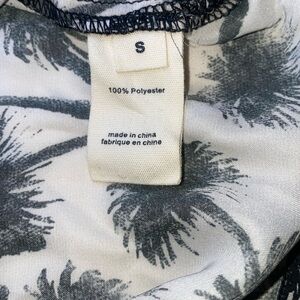 S
100% Polyester
made in china
fabrique en chine